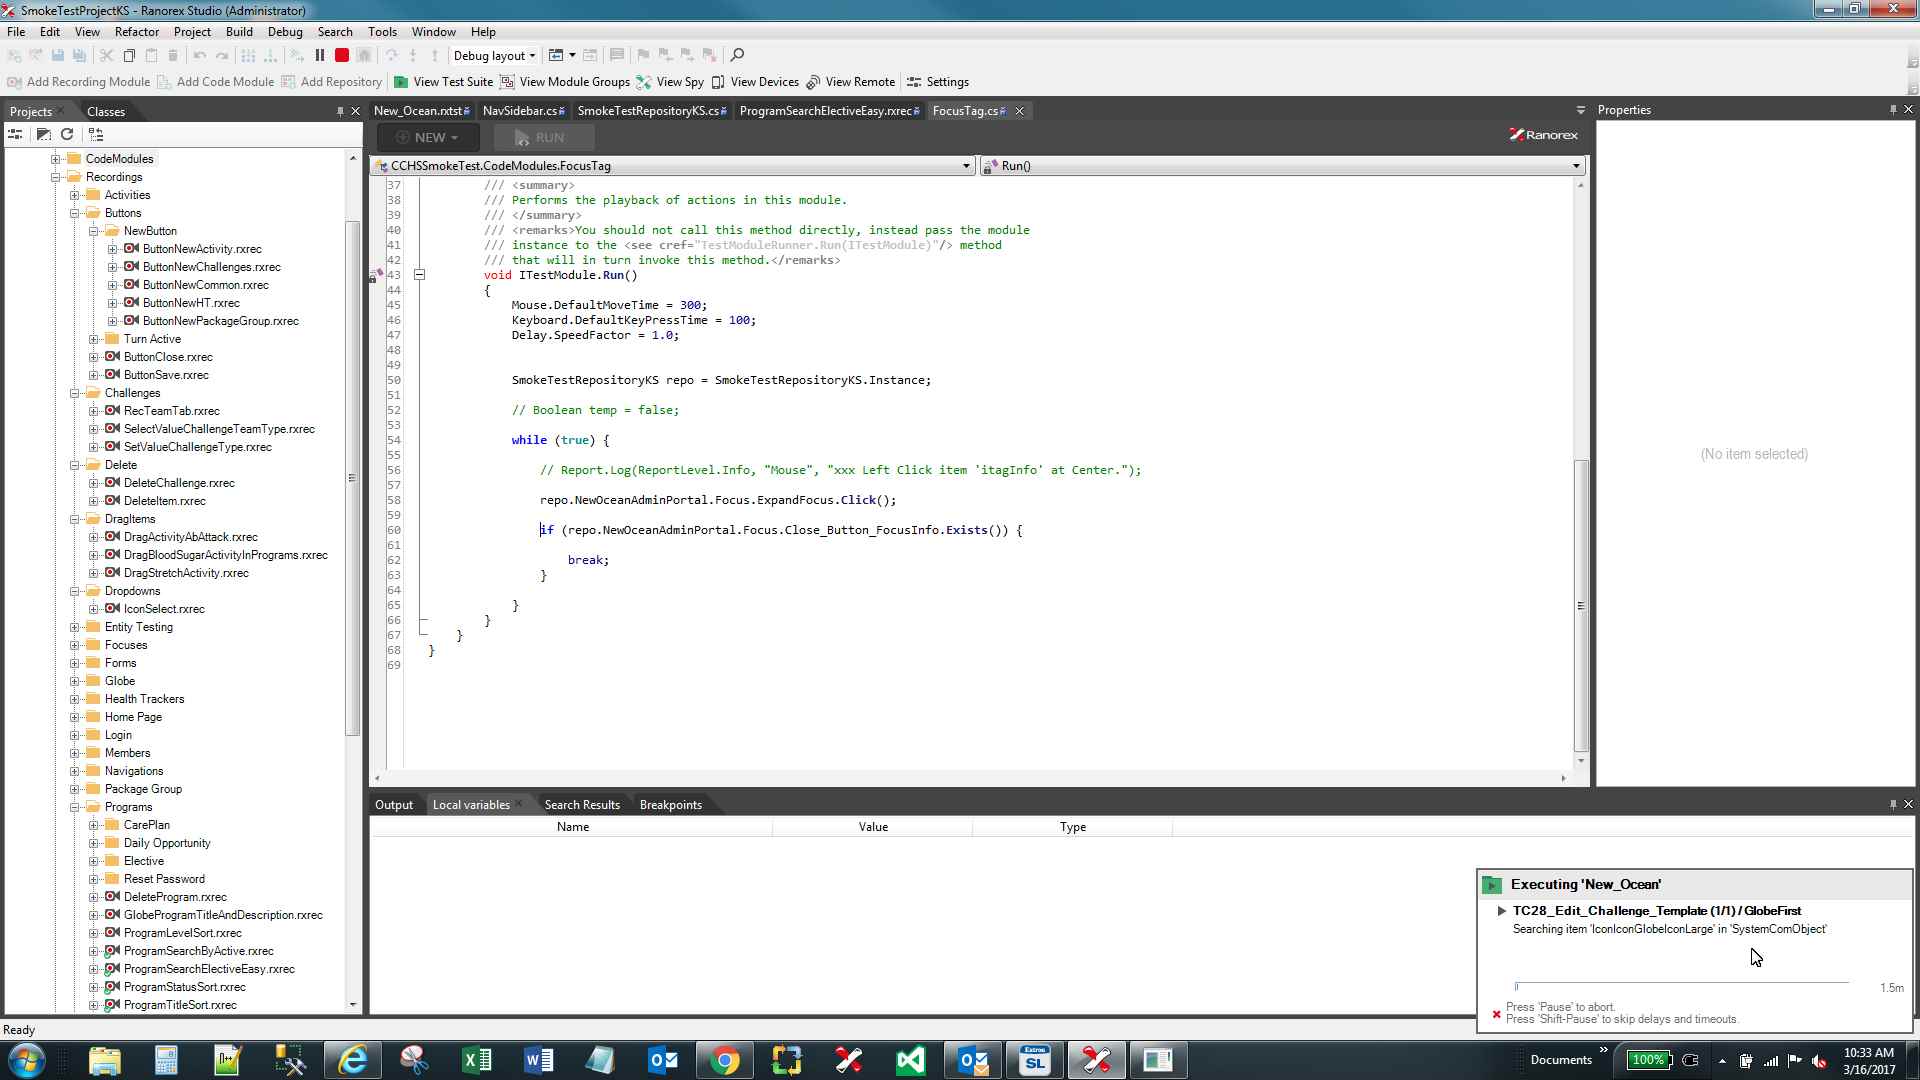 SmokeTestProjectKS - Ranorex Studio (Administrator)
File Edit View Refactor Project Build Debug Search Tools Window Help
Debug layout
Add Recording Module Add Code Module Add Repository View Test Suite View Module Groups View Spy View Devices View Remote Settings
Projects Classes
CodeModules
Recordings
Activities
Buttons
NewButton
ButtonNewActivity.rxrec
ButtonNewChallenges.rxrec
ButtonNewCommon.rxrec
ButtonNewHT.rxrec
ButtonNewPackageGroup.rxrec
Turn Active
ButtonClose.rxrec
ButtonSave.rxrec
Challenges
RecTeamTab.rxrec
SelectValueChallengeTeamType.rxrec
SetValueChallengeType.rxrec
Delete
DeleteChallenge.rxrec
DeleteItem.rxrec
DragItems
DragActivityAbAttack.rxrec
DragBloodSugarActivityInPrograms.rxrec
DragStretchActivity.rxrec
Dropdowns
IconSelect.rxrec
Entity Testing
Focuses
Forms
Globe
Health Trackers
Home Page
Login
Members
Navigations
Package Group
Programs
CarePlan
Daily Opportunity
Elective
Reset Password
DeleteProgram.rxrec
GlobeProgramTitleAndDescription.rxrec
ProgramLevelSort.rxrec
ProgramSearchByActive.rxrec
ProgramSearchElectiveEasy.rxrec
ProgramStatusSort.rxrec
ProgramTitleSort.rxrec
New_Ocean.rxtst NavSidebar.cs SmokeTestRepositoryKS.cs ProgramSearchElectiveEasy.rxrec FocusTag.cs
NEW RUN Ranorex
CCHSSmokeTest.CodeModules.FocusTag Run()
37 /// <summary>
38 /// Performs the playback of actions in this module.
39 /// </summary>
40 /// <remarks>You should not call this method directly, instead pass the module
41 /// instance to the <see cref="TestModuleRunner.Run(ITestModule)"/> method
42 /// that will in turn invoke this method.</remarks>
43 void ITestModule.Run()
44 {
45 Mouse.DefaultMoveTime = 300;
46 Keyboard.DefaultKeyPressTime = 100;
47 Delay.SpeedFactor = 1.0;
48
49
50 SmokeTestRepositoryKS repo = SmokeTestRepositoryKS.Instance;
51
52 // Boolean temp = false;
53
54 while (true) {
55
56 // Report.Log(ReportLevel.Info, "Mouse", "xxx Left Click item 'itagInfo' at Center.");
57
58 repo.NewOceanAdminPortal.Focus.ExpandFocus.Click();
59
60 if (repo.NewOceanAdminPortal.Focus.Close_Button_FocusInfo.Exists()) {
61
62 break;
63 }
64
65 }
66 }
67 }
68 }
69
Properties
(No item selected)
Output Local variables Search Results Breakpoints
Name Value Type
Executing 'New_Ocean'
TC28_Edit_Challenge_Template (1/1) / GlobeFirst
Searching item 'IconIconGlobeIconLarge' in 'SystemComObject'
1.5m
Press 'Pause' to abort.
Press 'Shift-Pause' to skip delays and timeouts.
Ready
Extron
SL
Documents
100%
10:33 AM
3/16/2017